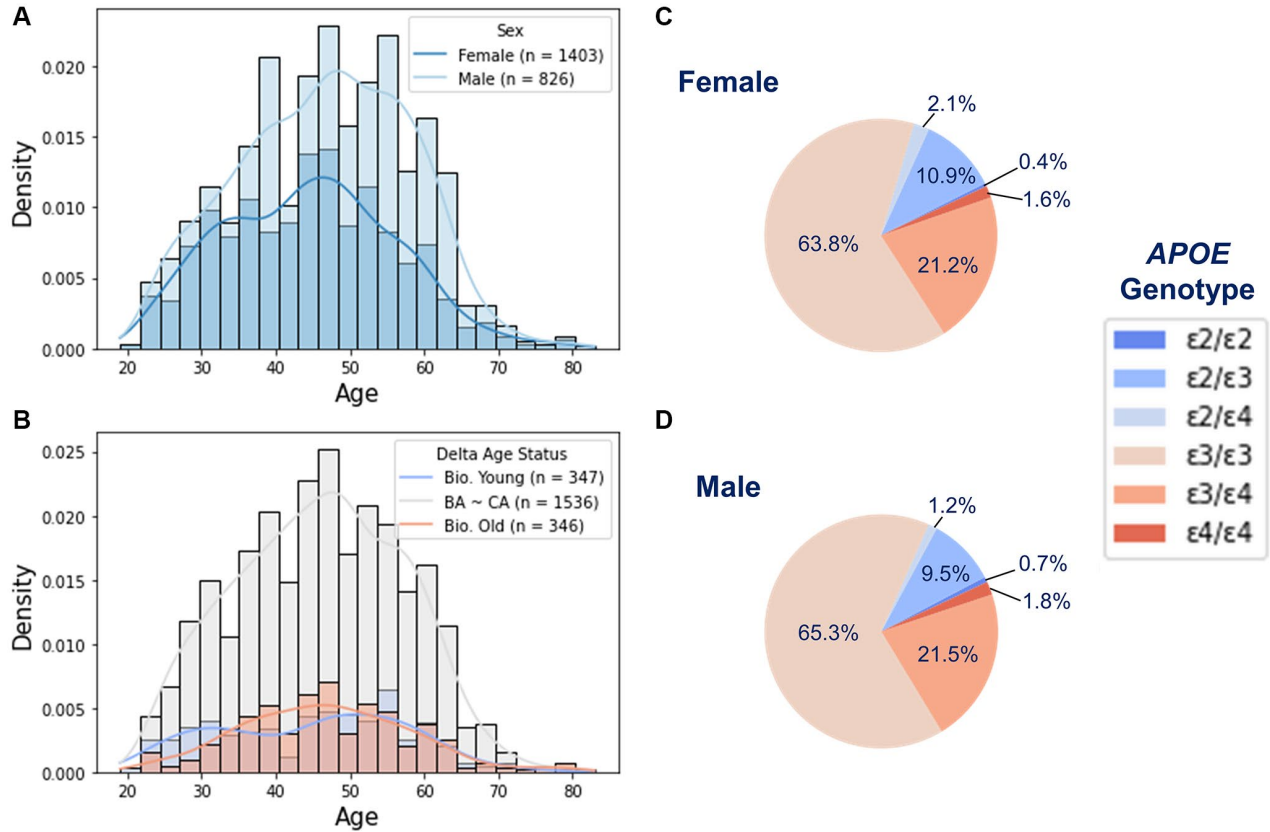 A
Sex
Female (n = 1403)
Male (n = 826)
Density
0.020
0.015
0.010
0.005
0.000
20 30 40 50 60 70 80
Age
B
Delta Age Status
Bio. Young (n = 347)
BA ~ CA (n = 1536)
Bio. Old (n = 346)
Density
0.025
0.020
0.015
0.010
0.005
0.000
20 30 40 50 60 70 80
Age
C
Female
2.1%
10.9%
0.4%
1.6%
63.8%
21.2%
D
Male
1.2%
9.5%
0.7%
1.8%
65.3%
21.5%
APOE
Genotype
ε2/ε2
ε2/ε3
ε2/ε4
ε3/ε3
ε3/ε4
ε4/ε4